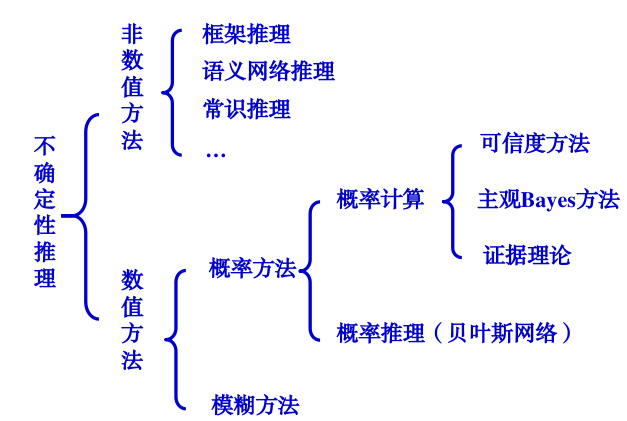 不确定性推理
非数值方法
框架推理
语义网络推理
常识推理
…
数值方法
概率方法
概率计算
可信度方法
主观Bayes方法
证据理论
概率推理（贝叶斯网络）
模糊方法